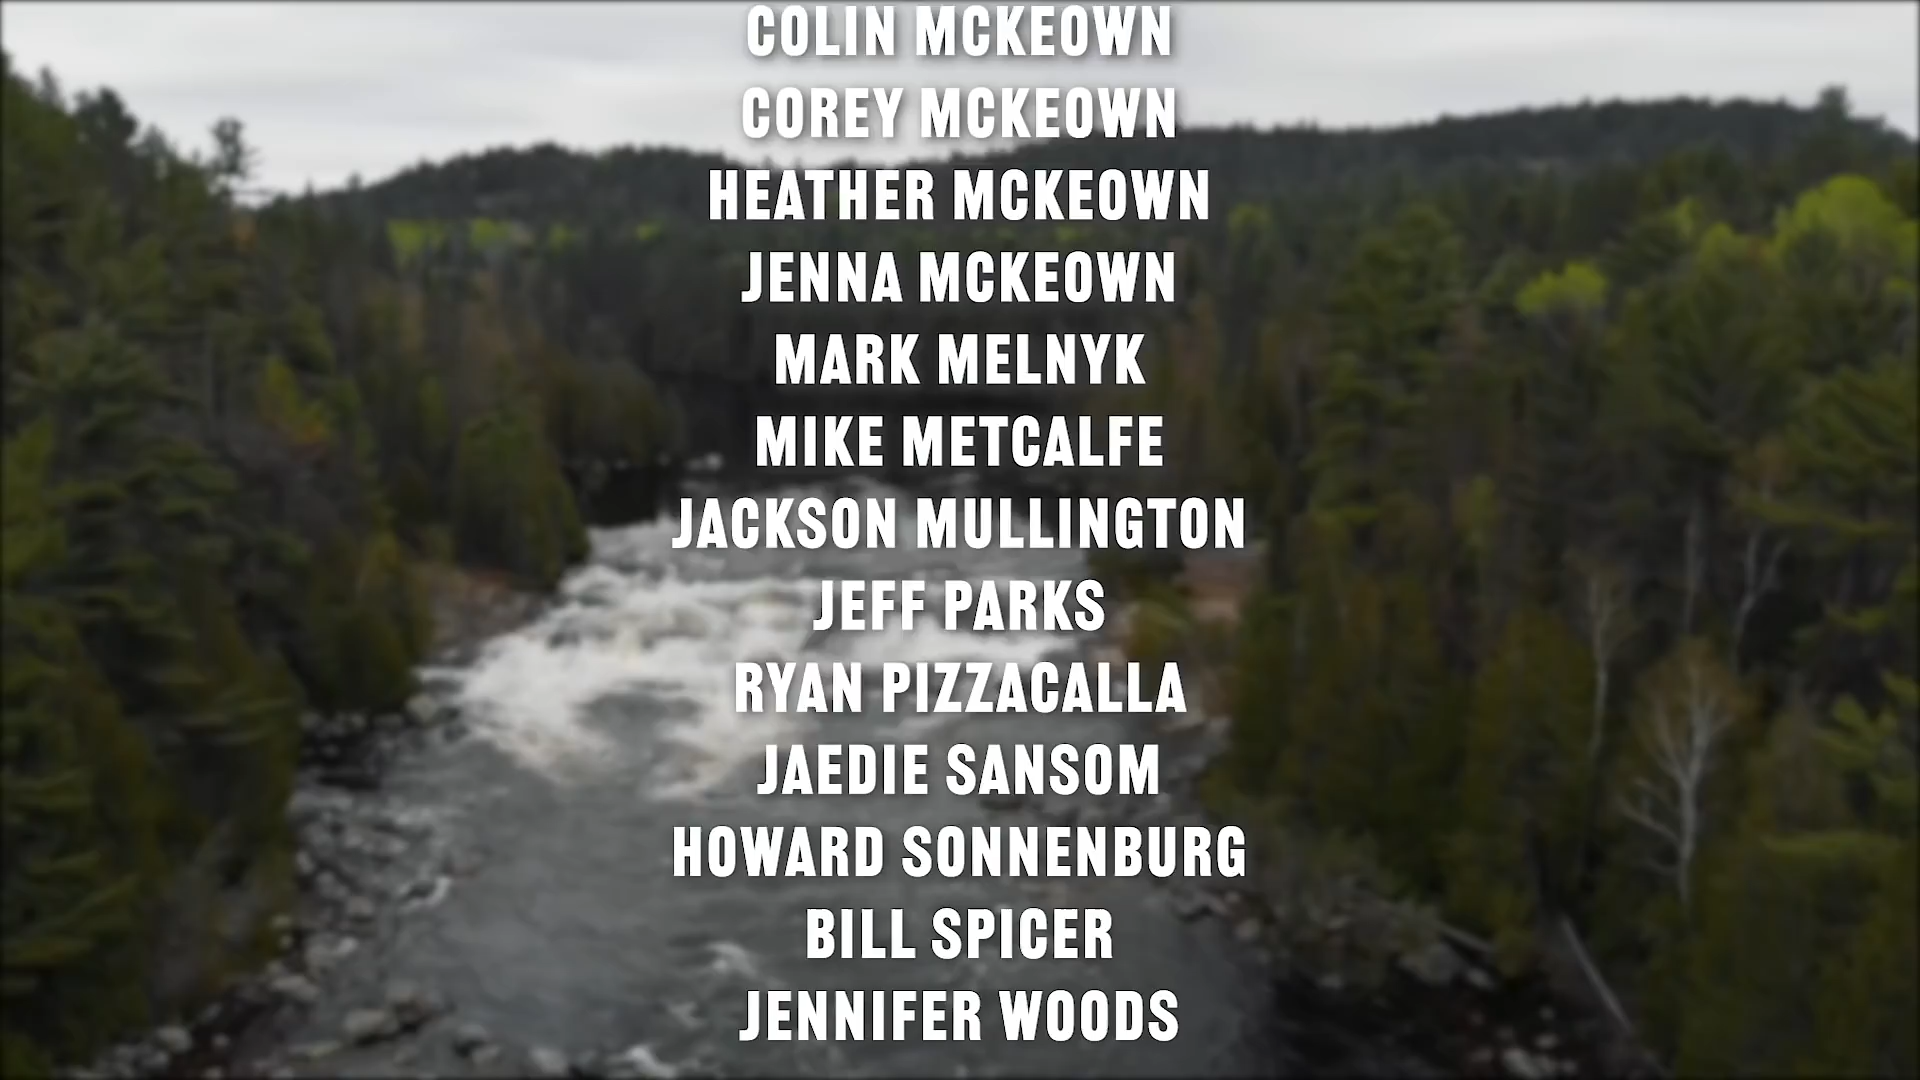 COLIN MCKEOWN
COREY MCKEOWN
HEATHER MCKEOWN
JENNA MCKEOWN
MARK MELNYK
MIKE METCALFE
JACKSON MULLINGTON
JEFF PARKS
RYAN PIZZACALLA
JAEDIE SANSOM
HOWARD SONNENBURG
BILL SPICER
JENNIFER WOODS